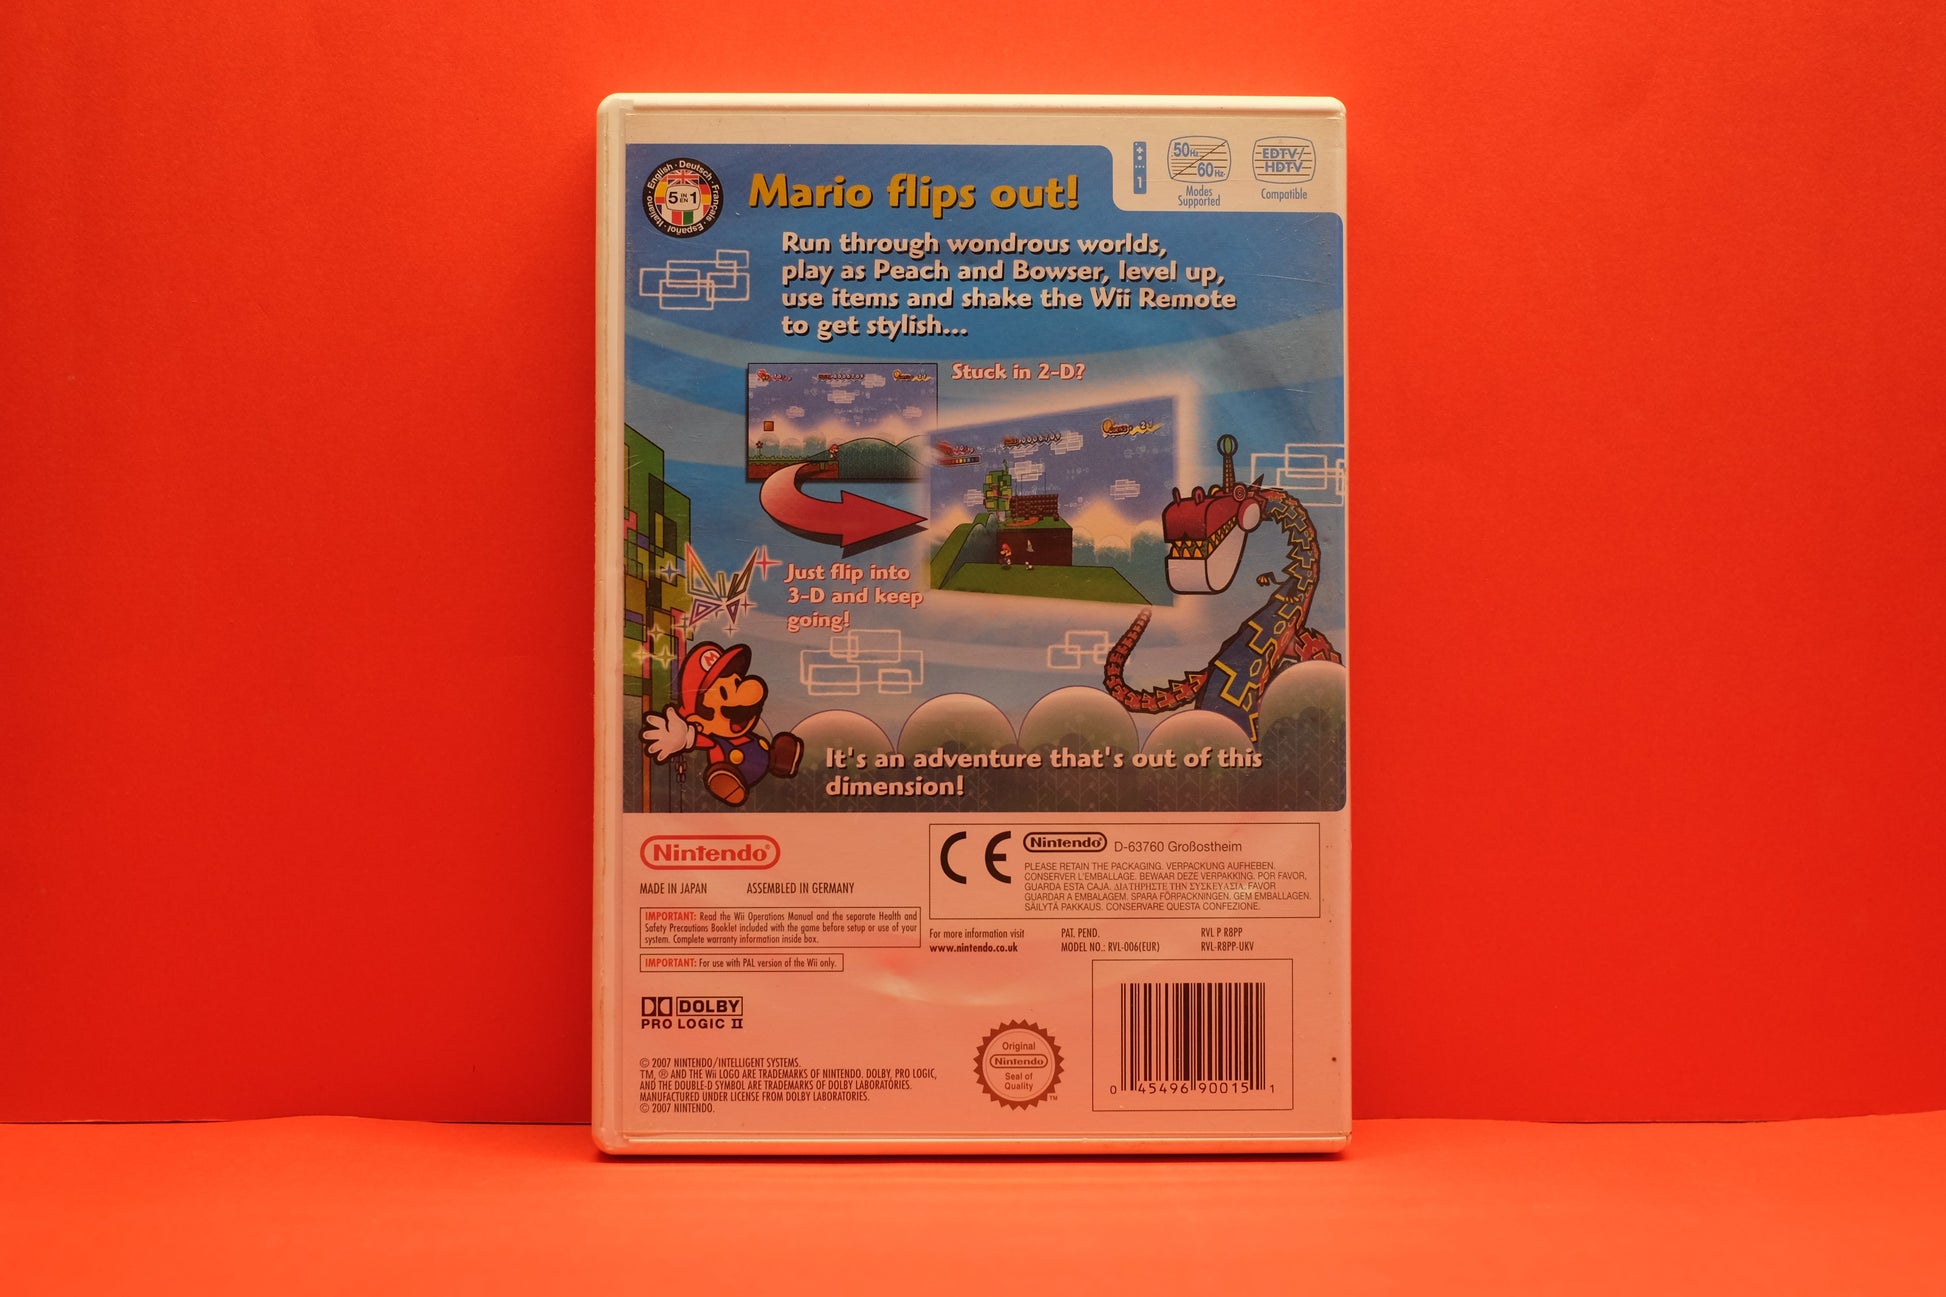 English · Deutsch · Français · Español · Italiano ·
5 IN EN 1
Mario flips out!
1
50Hz
60Hz
Modes
Supported
EDTV/
HDTV
Compatible
Run through wondrous worlds,
play as Peach and Bowser, level up,
use items and shake the Wii Remote
to get stylish...
Stuck in 2-D?
Just flip into
3-D and keep
going!
M
It's an adventure that's out of this
dimension!
Nintendo®
MADE IN JAPAN ASSEMBLED IN GERMANY
IMPORTANT: Read the Wii Operations Manual and the separate Health and
Safety Precautions Booklet included with the game before setup or use of your
system. Complete warranty information inside box.
IMPORTANT: For use with PAL version of the Wii only.
CE
Nintendo® D-63760 Großostheim
PLEASE RETAIN THE PACKAGING. VERPACKUNG AUFHEBEN.
CONSERVER L'EMBALLAGE. BEWAAR DEZE VERPAKKING. POR FAVOR,
GUARDA ESTA CAJA. ΔΙΑΤΗΡΗΣΤΕ ΤΗΝ ΣΥΣΚΕΥΑΣΙΑ. FAVOR
GUARDAR A EMBALAGEM. SPARA FÖRPACKNINGEN. GEM EMBALLAGEN.
SÄILYTÄ PAKKAUS. CONSERVARE QUESTA CONFEZIONE.
For more information visit
www.nintendo.co.uk
PAT. PEND.
MODEL NO.: RVL-006(EUR)
RVL P R8PP
RVL-R8PP-UKV
DOLBY
PRO LOGIC II
© 2007 NINTENDO/INTELLIGENT SYSTEMS.
TM, ® AND THE Wii LOGO ARE TRADEMARKS OF NINTENDO. DOLBY, PRO LOGIC,
AND THE DOUBLE-D SYMBOL ARE TRADEMARKS OF DOLBY LABORATORIES.
MANUFACTURED UNDER LICENSE FROM DOLBY LABORATORIES.
© 2007 NINTENDO.
Original
Nintendo
Seal of
Quality
TM
0 45496 90015 1